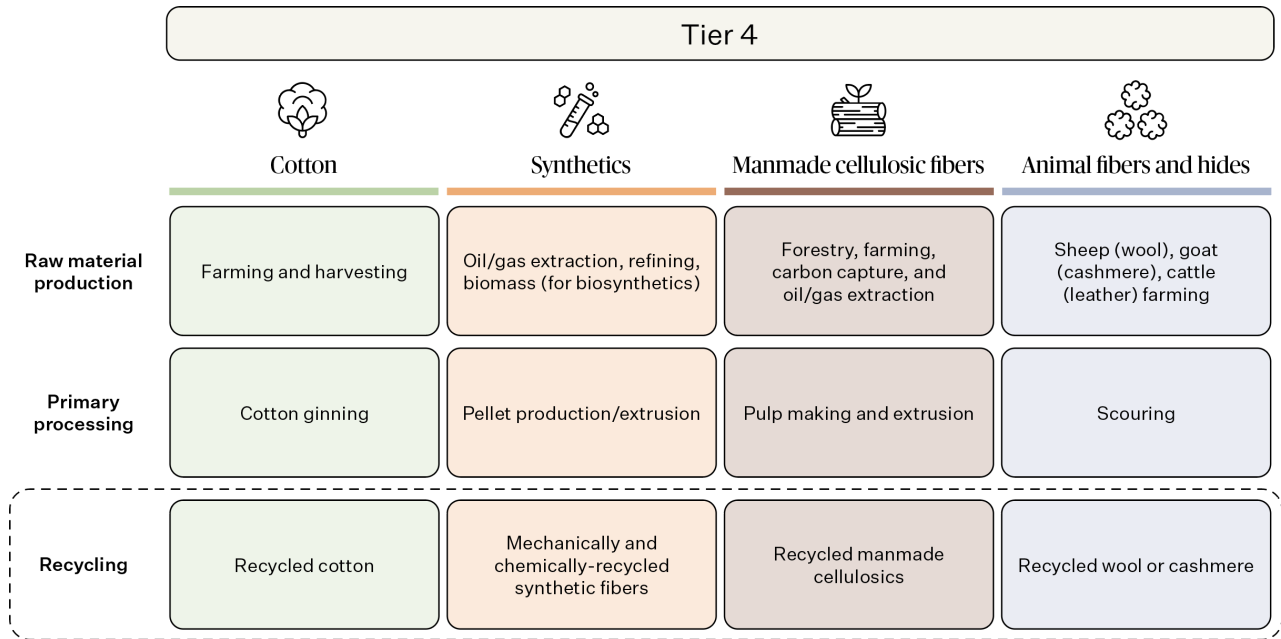 Tier 4
Cotton
Synthetics
Manmade cellulosic fibers
Animal fibers and hides
Raw material
production
Farming and harvesting
Oil/gas extraction, refining,
biomass (for biosynthetics)
Forestry, farming,
carbon capture, and
oil/gas extraction
Sheep (wool), goat
(cashmere), cattle
(leather) farming
Primary
processing
Cotton ginning
Pellet production/extrusion
Pulp making and extrusion
Scouring
Recycling
Recycled cotton
Mechanically and
chemically-recycled
synthetic fibers
Recycled manmade
cellulosics
Recycled wool or cashmere